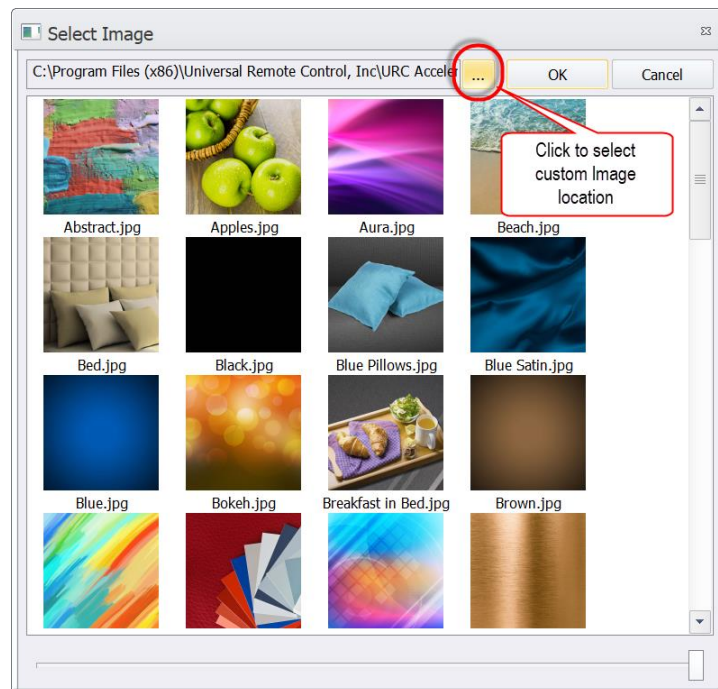 Select Image
C:\Program Files (x86)\Universal Remote Control, Inc\URC Acceler
...
OK
Cancel
Click to select
custom Image
location
Abstract.jpg
Apples.jpg
Aura.jpg
Beach.jpg
Bed.jpg
Black.jpg
Blue Pillows.jpg
Blue Satin.jpg
Blue.jpg
Bokeh.jpg
Breakfast in Bed.jpg
Brown.jpg